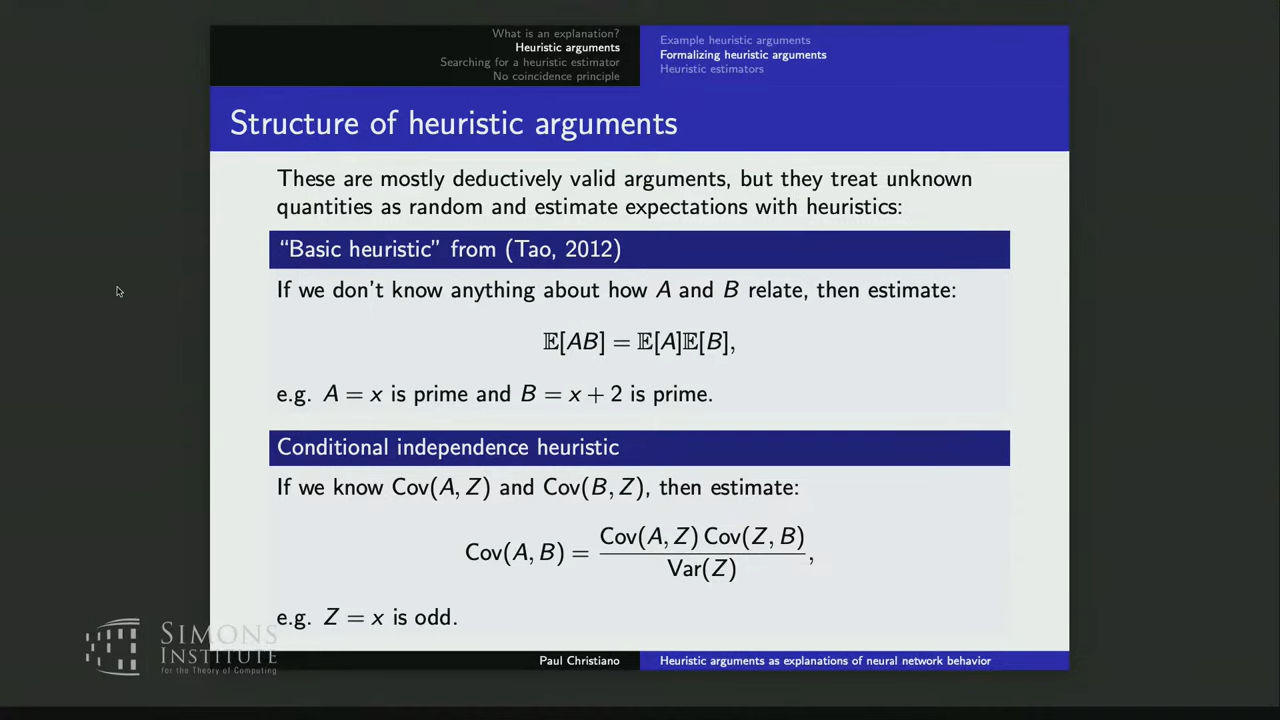 What is an explanation?
Heuristic arguments
Searching for a heuristic estimator
No coincidence principle
Example heuristic arguments
Formalizing heuristic arguments
Heuristic estimators
Structure of heuristic arguments
These are mostly deductively valid arguments, but they treat unknown
quantities as random and estimate expectations with heuristics:
“Basic heuristic” from (Tao, 2012)
If we don't know anything about how A and B relate, then estimate:
𝔼[AB] = 𝔼[A]𝔼[B],
e.g. A = x is prime and B = x + 2 is prime.
Conditional independence heuristic
If we know Cov(A, Z) and Cov(B, Z), then estimate:
Cov(A, B) = Cov(A, Z) Cov(Z, B) / Var(Z),
e.g. Z = x is odd.
SIMONS
INSTITUTE
for the Theory of Computing
Paul Christiano
Heuristic arguments as explanations of neural network behavior